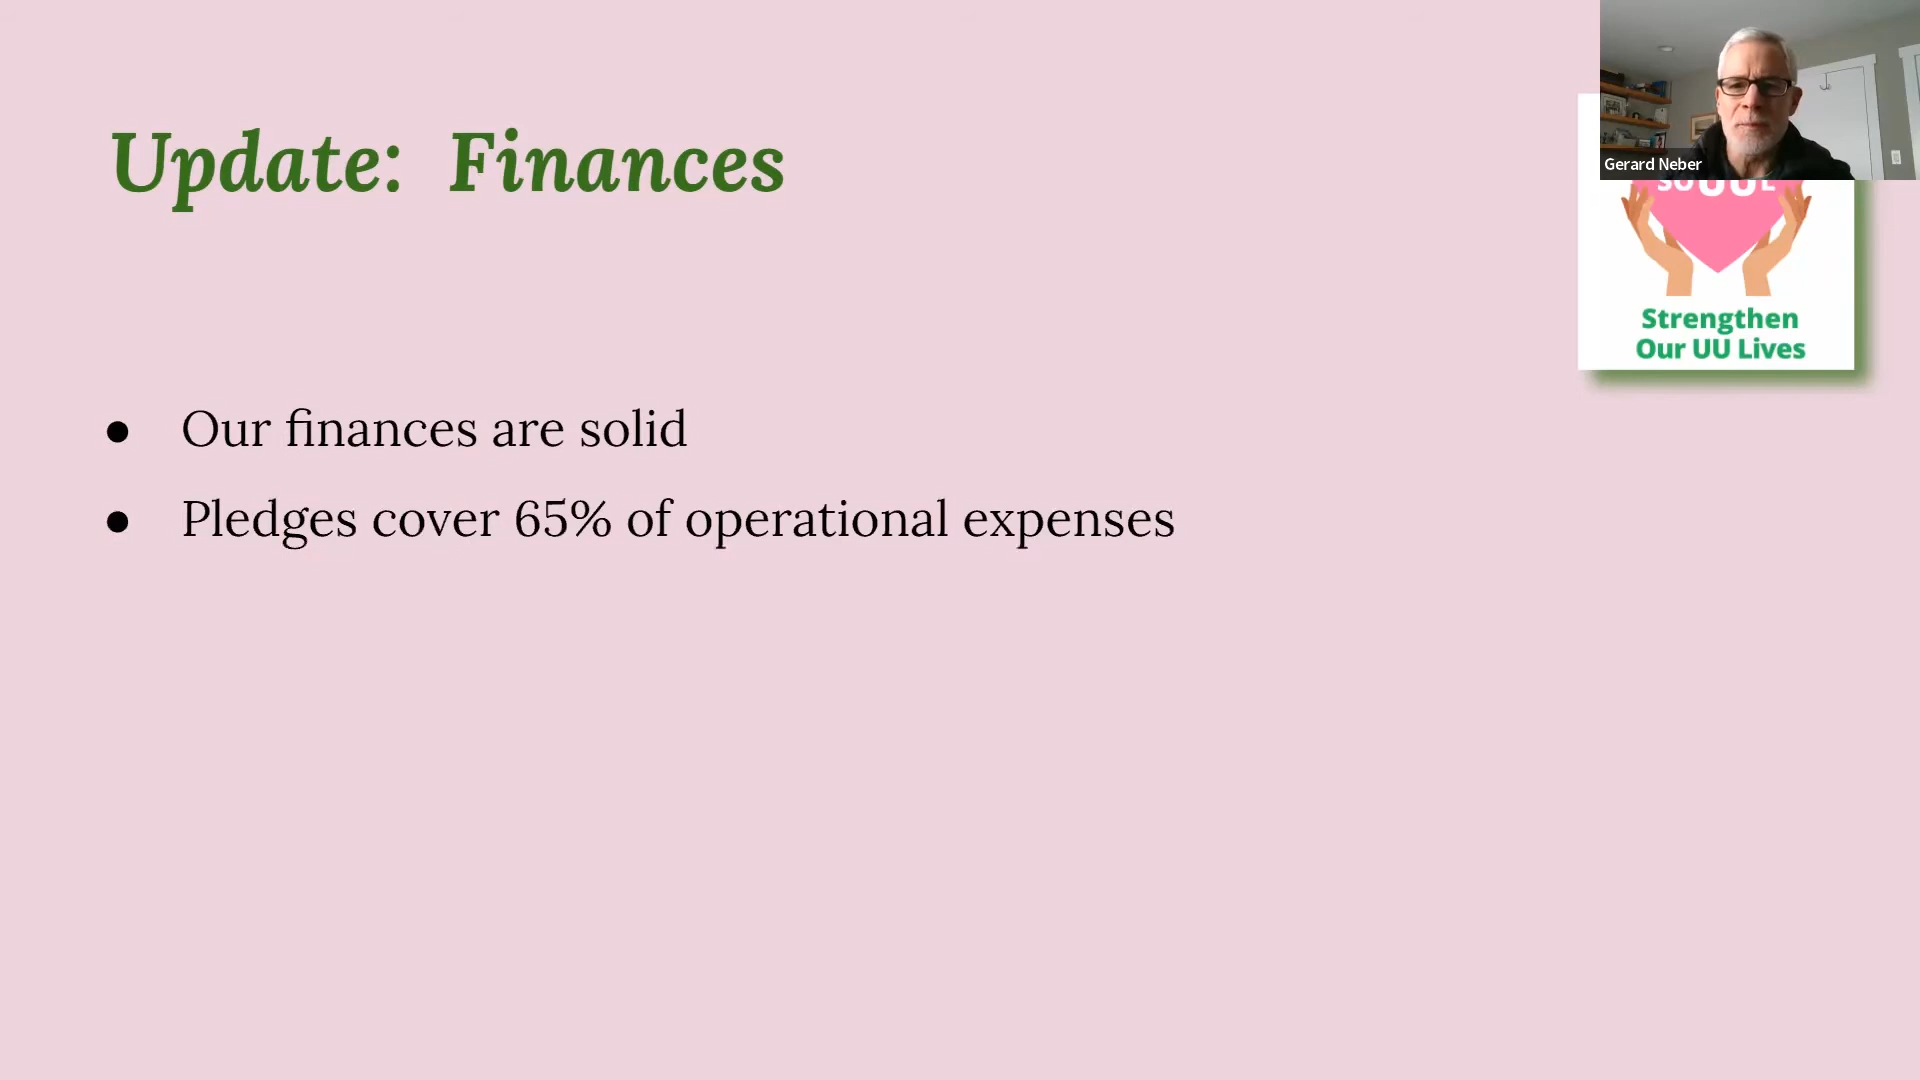 Update: Finances
Gerard Neber
Strengthen
Our UU Lives
● Our finances are solid
● Pledges cover 65% of operational expenses